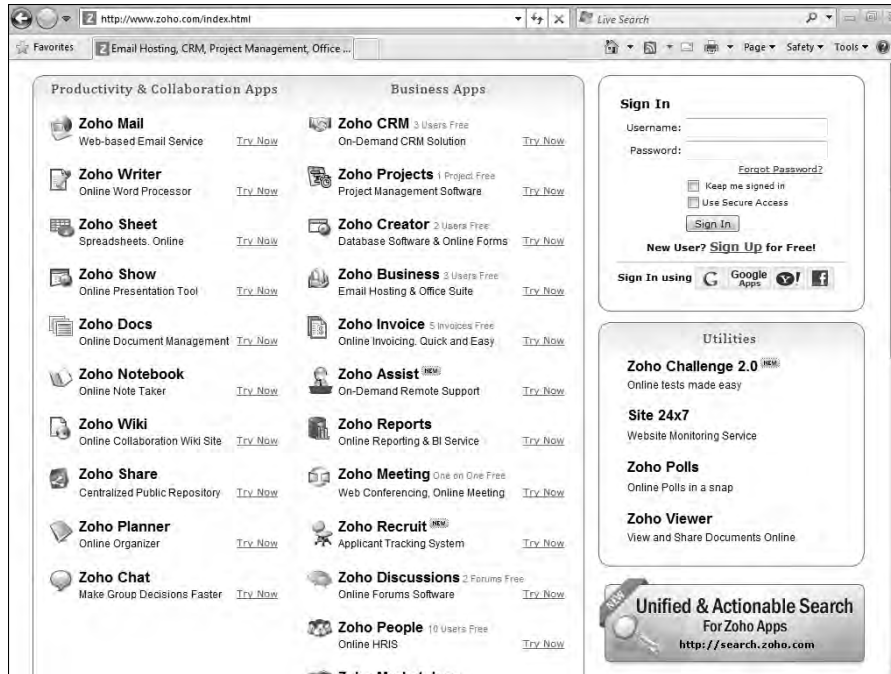 http://www.zoho.com/index.html
Live Search
Favorites
Email Hosting, CRM, Project Management, Office ...
Page
Safety
Tools
Productivity & Collaboration Apps
Zoho Mail
Web-based Email Service Try Now
Zoho Writer
Online Word Processor Try Now
Zoho Sheet
Spreadsheets. Online Try Now
Zoho Show
Online Presentation Tool Try Now
Zoho Docs
Online Document Management Try Now
Zoho Notebook
Online Note Taker Try Now
Zoho Wiki
Online Collaboration Wiki Site Try Now
Zoho Share
Centralized Public Repository Try Now
Zoho Planner
Online Organizer Try Now
Zoho Chat
Make Group Decisions Faster Try Now
Business Apps
Zoho CRM 3 Users Free
On-Demand CRM Solution Try Now
Zoho Projects 1 Project Free
Project Management Software Try Now
Zoho Creator 2 Users Free
Database Software & Online Forms Try Now
Zoho Business 3 Users Free
Email Hosting & Office Suite Try Now
Zoho Invoice 5 Invoices Free
Online Invoicing. Quick and Easy Try Now
Zoho Assist NEW
On-Demand Remote Support Try Now
Zoho Reports
Online Reporting & BI Service Try Now
Zoho Meeting One on One Free
Web Conferencing, Online Meeting Try Now
Zoho Recruit NEW
Applicant Tracking System Try Now
Zoho Discussions 2 Forums Free
Online Forums Software Try Now
Zoho People 10 Users Free
Online HRIS Try Now
Sign In
Username:
Password:
Forgot Password?
Keep me signed in
Use Secure Access
Sign In
New User? Sign Up for Free!
Sign In using G Google Apps Y! f
Utilities
Zoho Challenge 2.0 NEW
Online tests made easy
Site 24x7
Website Monitoring Service
Zoho Polls
Online Polls in a snap
Zoho Viewer
View and Share Documents Online
NEW
Unified & Actionable Search
For Zoho Apps
http://search.zoho.com